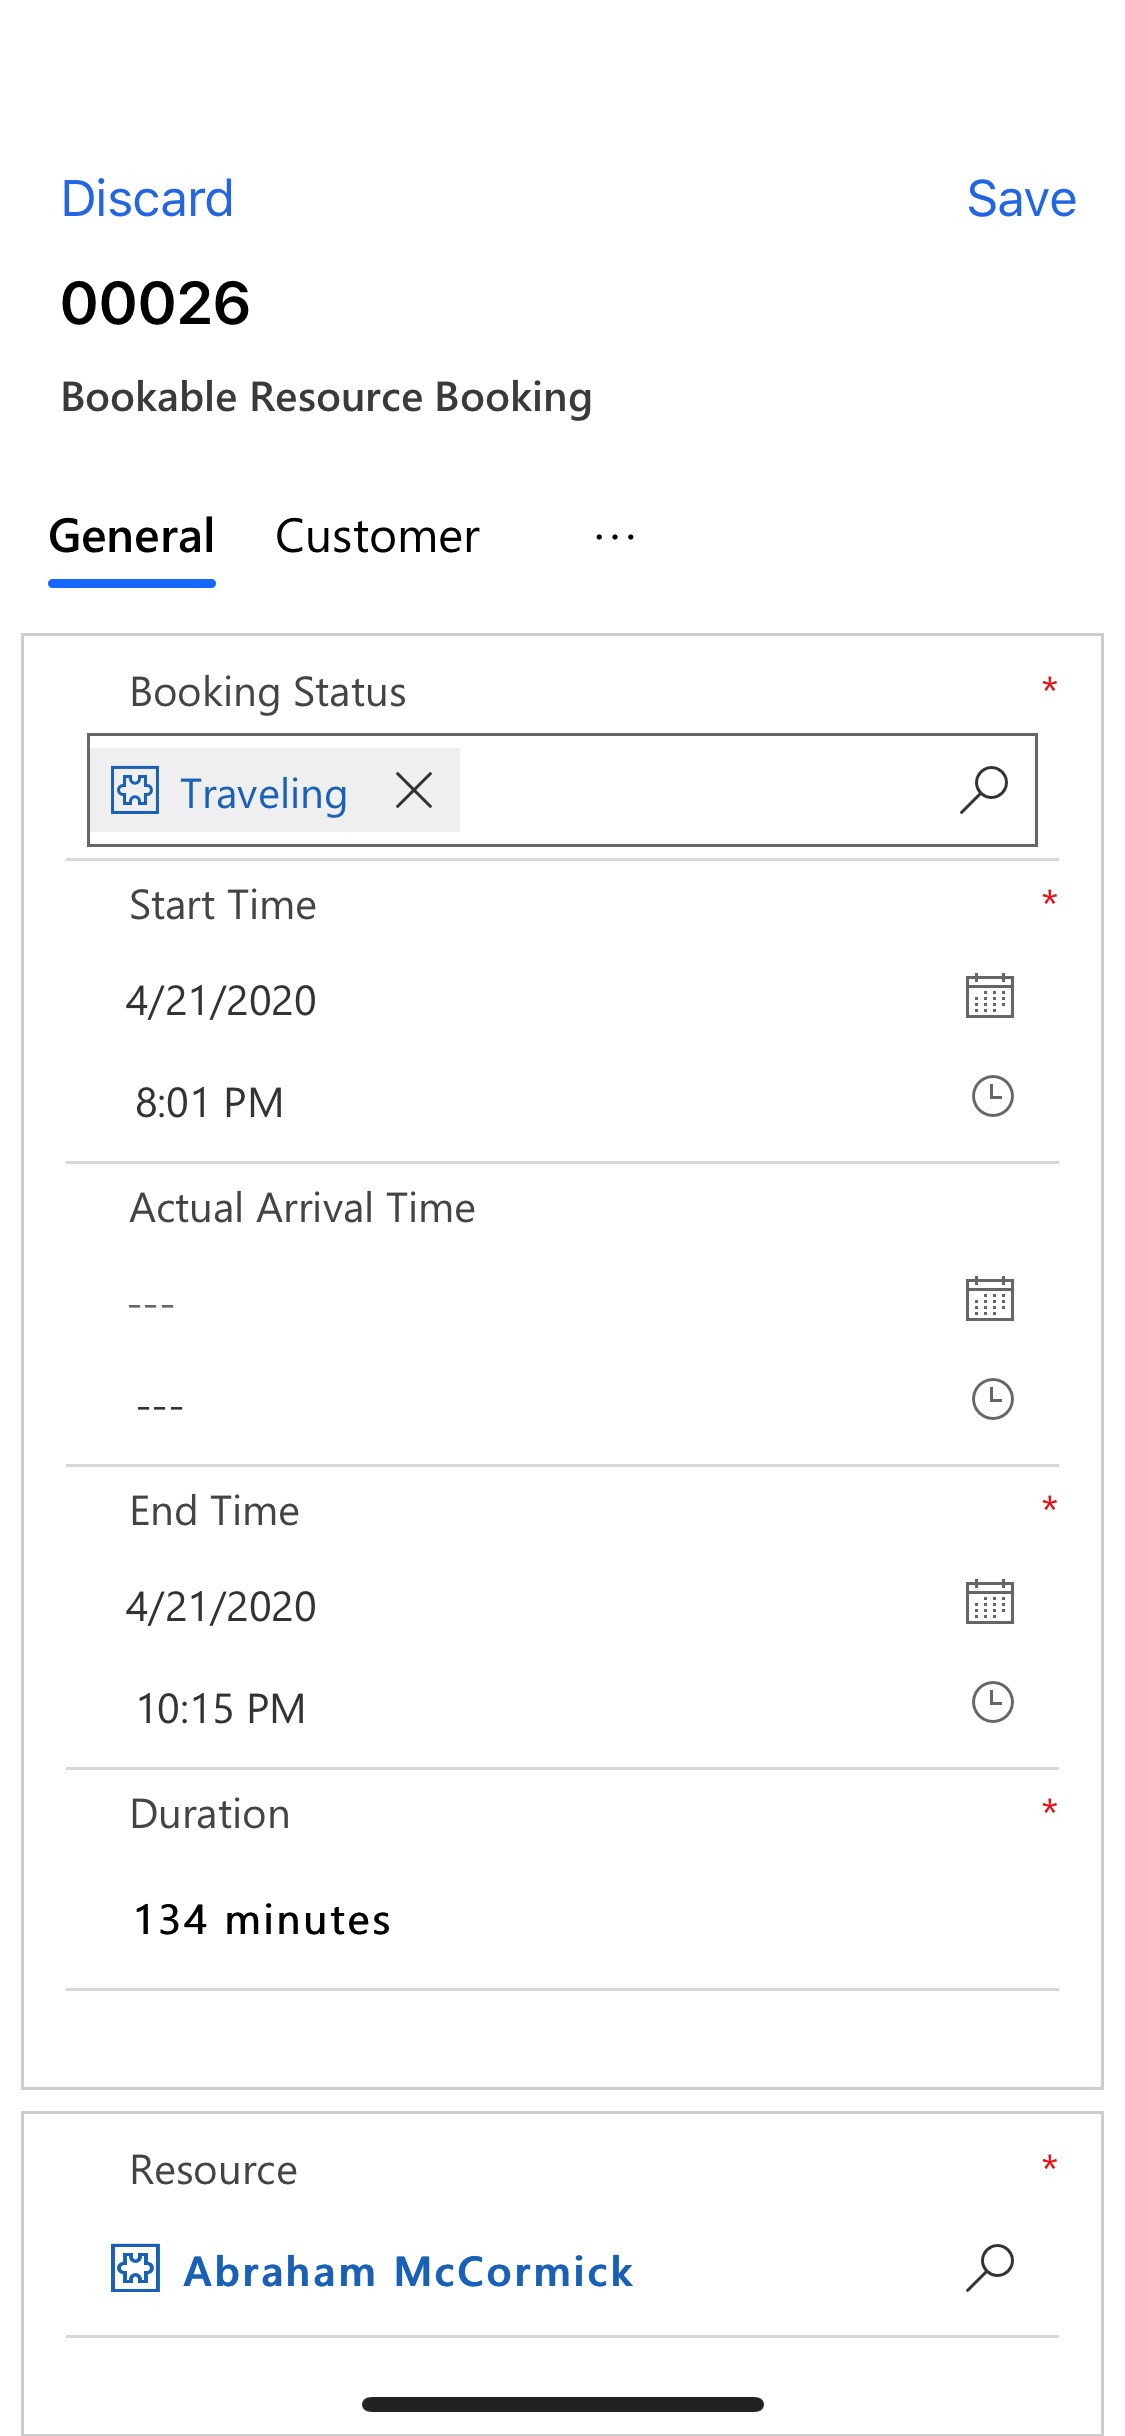 Discard Save
00026
Bookable Resource Booking
General Customer ...
Booking Status *
Traveling
Start Time *
4/21/2020
8:01 PM
Actual Arrival Time
---
---
End Time *
4/21/2020
10:15 PM
Duration *
134 minutes
Resource *
Abraham McCormick